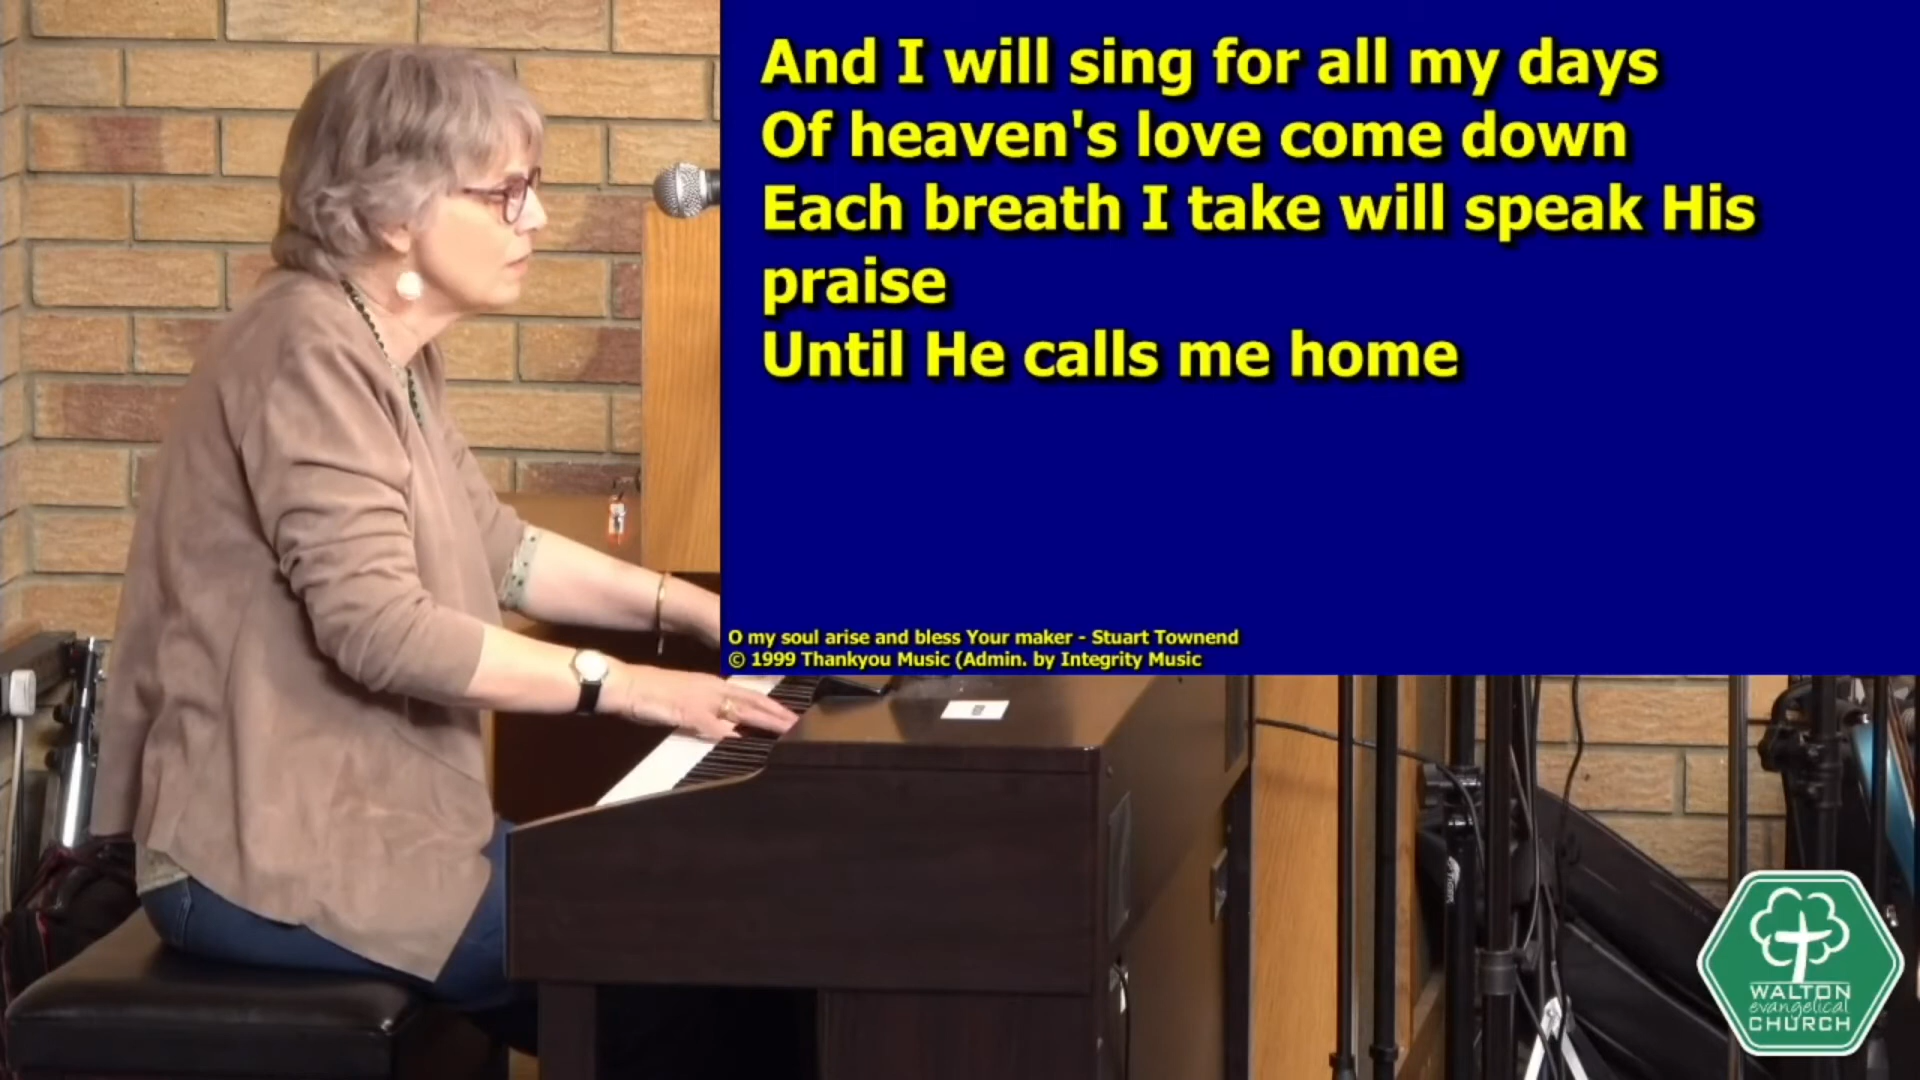 And I will sing for all my days
Of heaven's love come down
Each breath I take will speak His
praise
Until He calls me home
O my soul arise and bless Your maker - Stuart Townend
© 1999 Thankyou Music (Admin. by Integrity Music
WALTON
evangelical
CHURCH